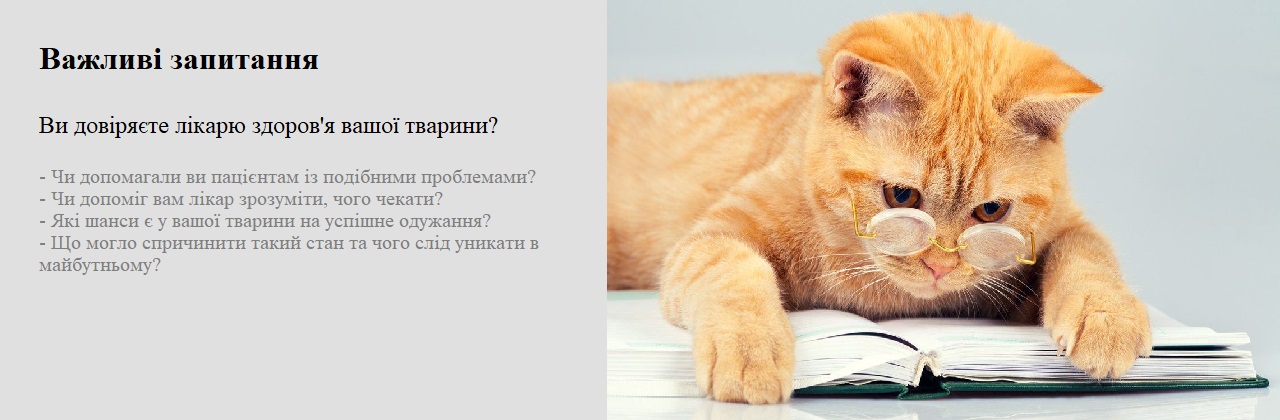 Важливі запитання
Ви довіряєте лікарю здоров'я вашої тварини?
- Чи допомагали ви пацієнтам із подібними проблемами?
- Чи допоміг вам лікар зрозуміти, чого чекати?
- Які шанси є у вашої тварини на успішне одужання?
- Що могло спричинити такий стан та чого слід уникати в
майбутньому?